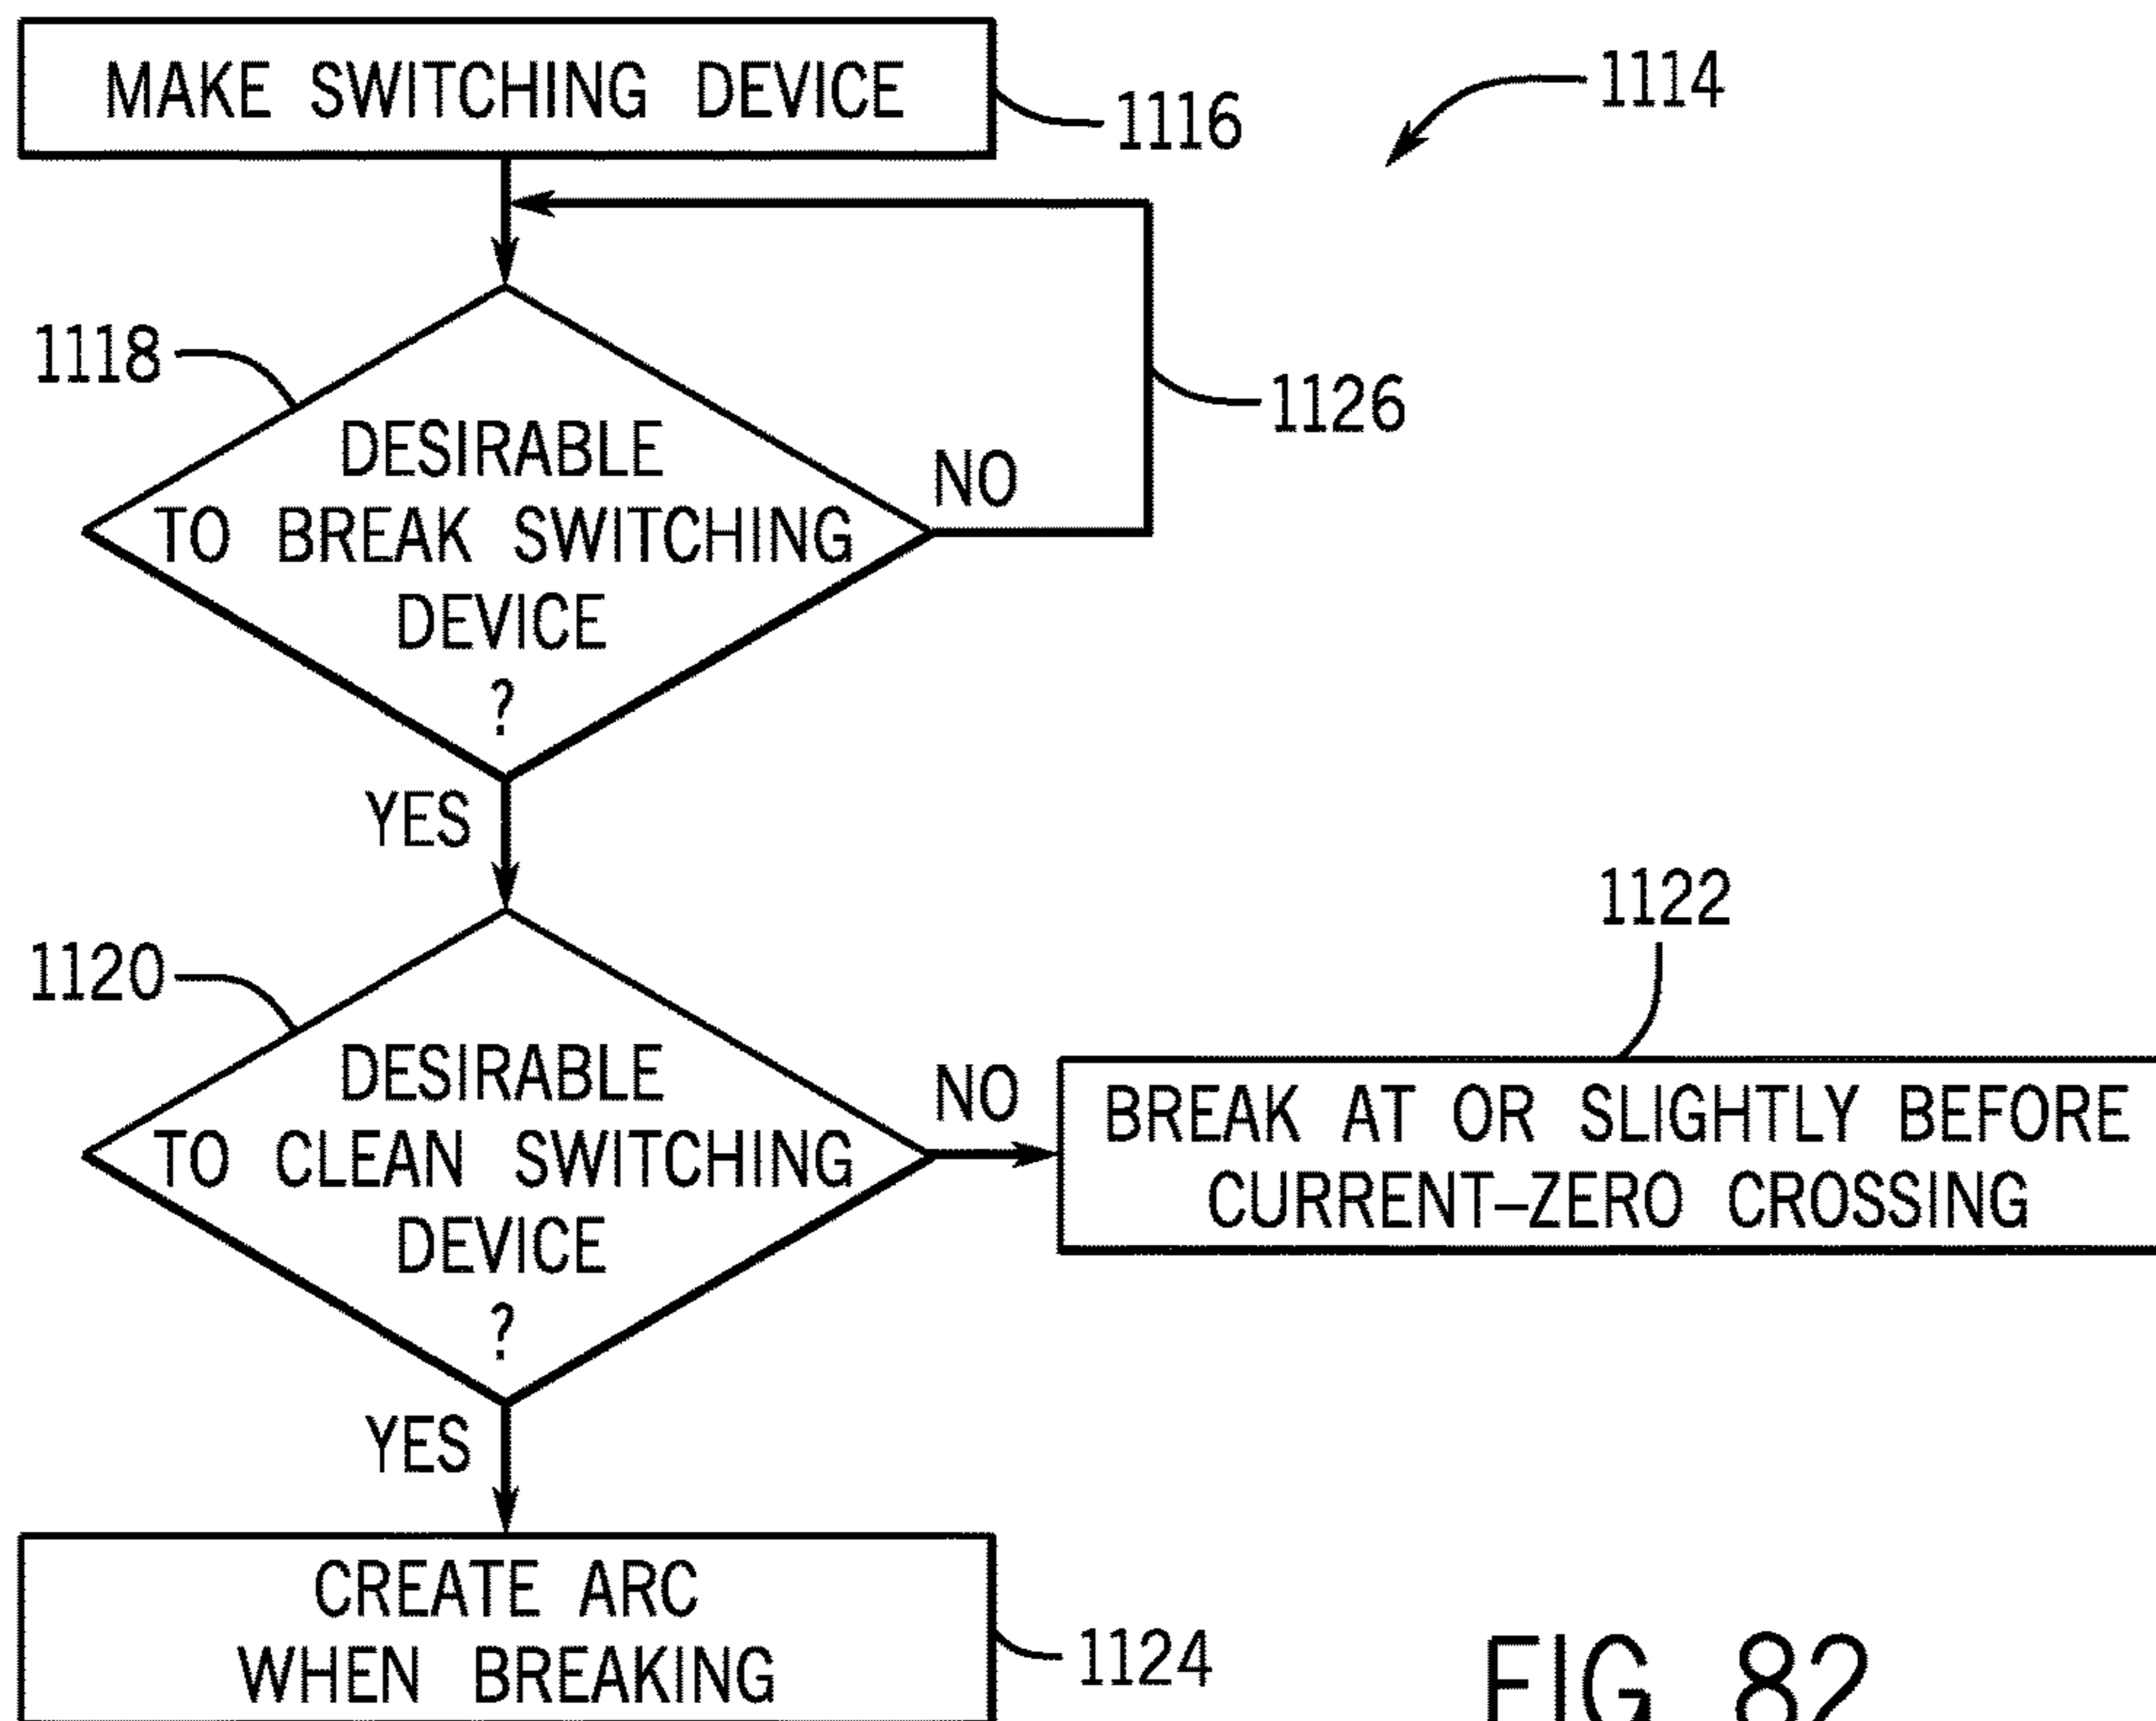 MAKE SWITCHING DEVICE
1116
1114
1118
DESIRABLE
TO BREAK SWITCHING
DEVICE
?
NO
1126
YES
1120
DESIRABLE
TO CLEAN SWITCHING
DEVICE
?
NO
1122
BREAK AT OR SLIGHTLY BEFORE
CURRENT-ZERO CROSSING
YES
CREATE ARC
WHEN BREAKING
1124
FIG 82